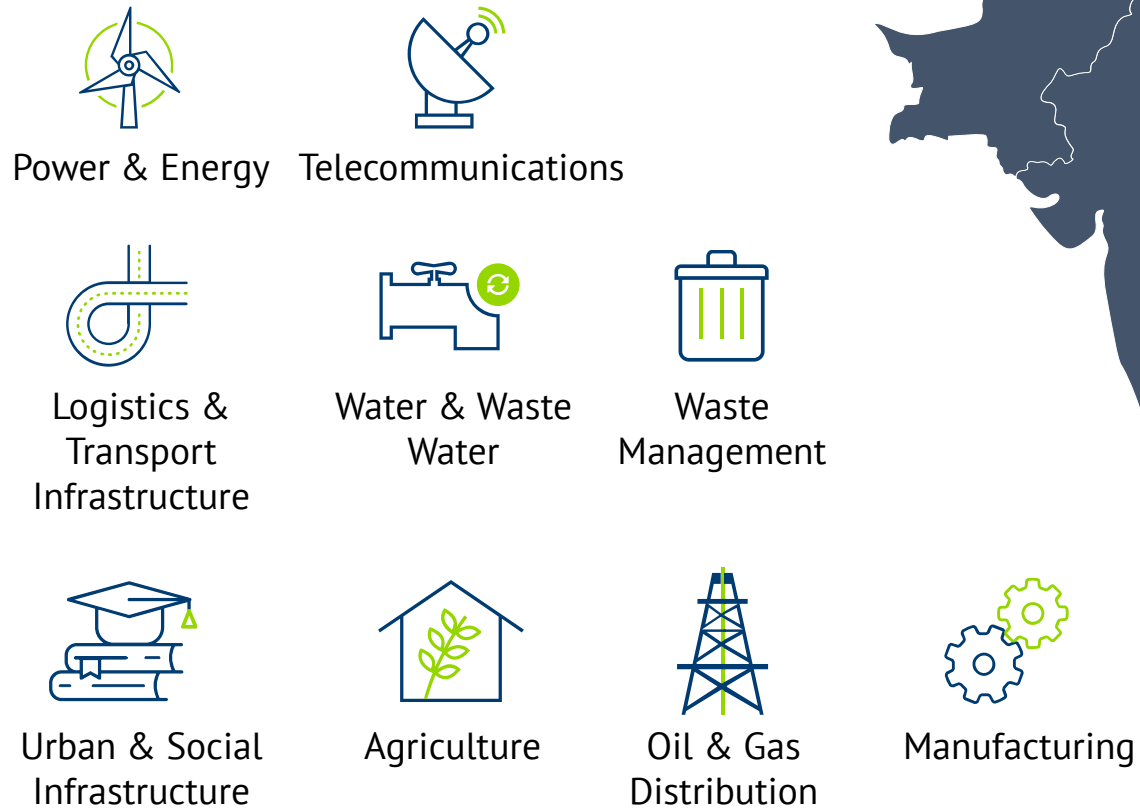 Power & Energy
Telecommunications
Logistics &
Transport
Infrastructure
Water & Waste
Water
Waste
Management
Urban & Social
Infrastructure
Agriculture
Oil & Gas
Distribution
Manufacturing